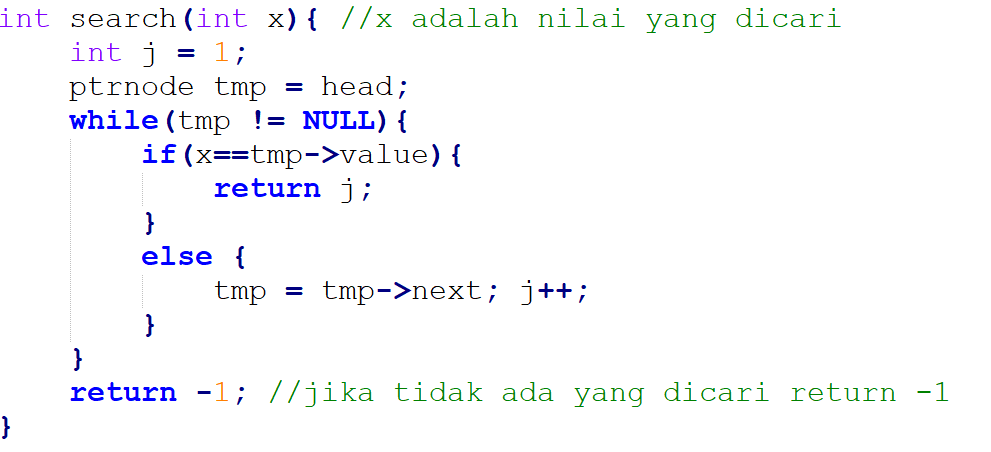 int search(int x){ //x adalah nilai yang dicari
    int j = 1;
    ptrnode tmp = head;
    while(tmp != NULL){
        if(x==tmp->value){
            return j;
        }
        else {
            tmp = tmp->next; j++;
        }
    }
    return -1; //jika tidak ada yang dicari return -1
}